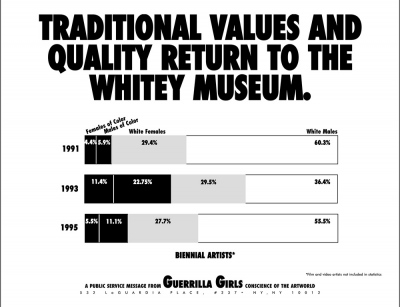 TRADITIONAL VALUES AND
QUALITY RETURN TO THE
WHITEY MUSEUM.
Females of Color
Males of Color
White Females
White Males
1991
4.4%
5.9%
29.4%
60.3%
1993
11.4%
22.75%
29.5%
36.4%
1995
5.5%
11.1%
27.7%
55.5%
BIENNIAL ARTISTS*
*Film and video artists not included in statistics
A PUBLIC SERVICE MESSAGE FROM GUERRILLA GIRLS CONSCIENCE OF THE ARTWORLD
532 LaGUARDIA PLACE, #237• NY,NY 10012